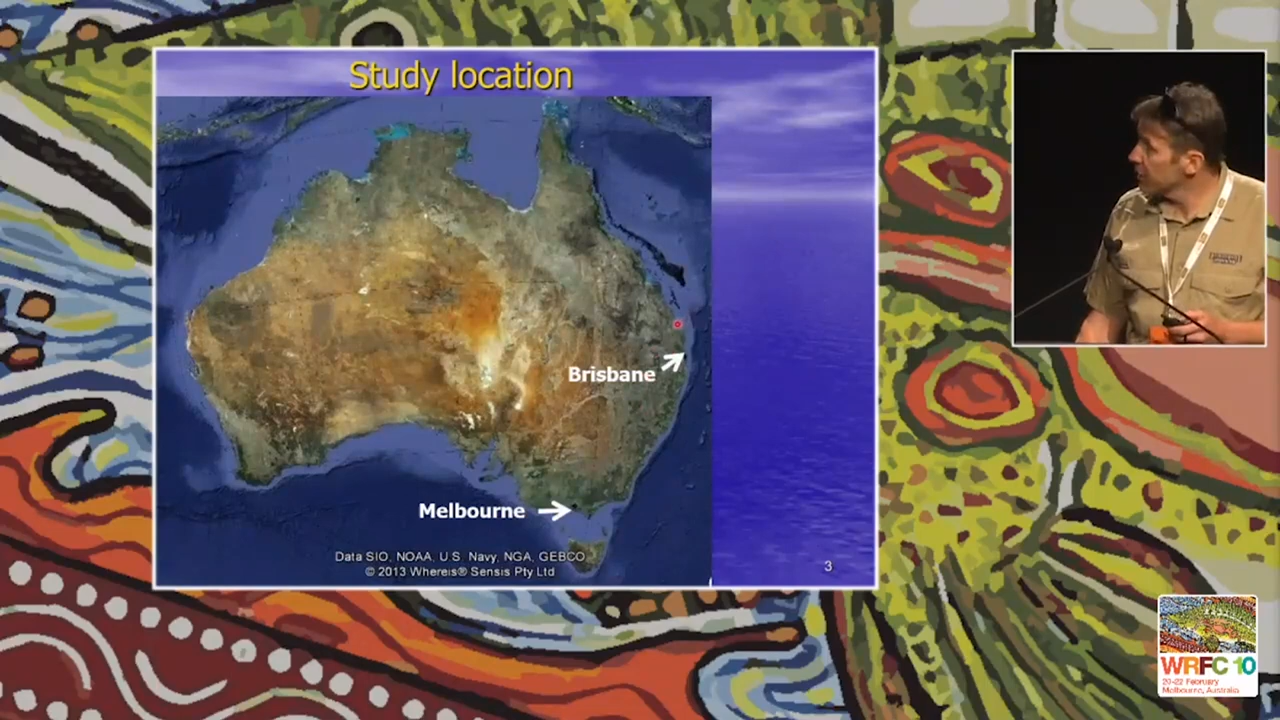 Study location
Brisbane
Melbourne
Data SIO, NOAA, U.S. Navy, NGA, GEBCO
© 2013 Whereis® Sensis Pty Ltd
3
WRFC 10
20-22 February
Melbourne, Australia